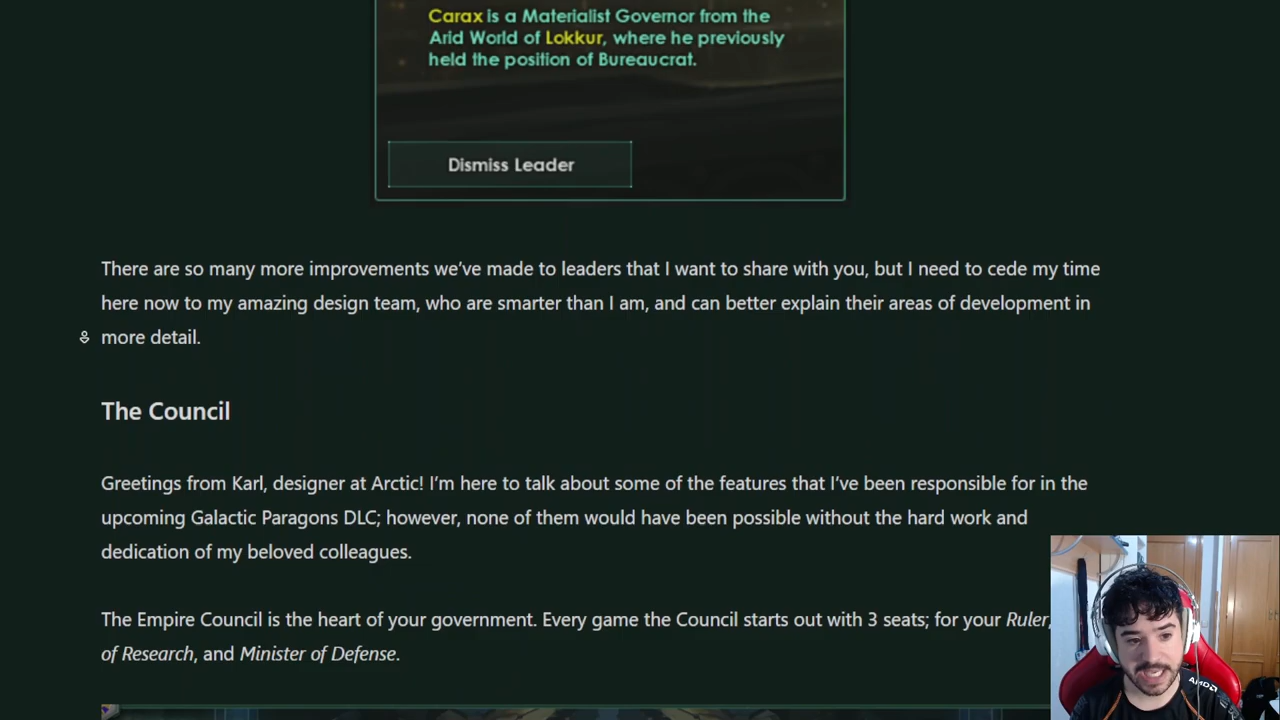 Carax is a Materialist Governor from the
Arid World of Lokkur, where he previously
held the position of Bureaucrat.
Dismiss Leader
There are so many more improvements we've made to leaders that I want to share with you, but I need to cede my time
here now to my amazing design team, who are smarter than I am, and can better explain their areas of development in
more detail.
The Council
Greetings from Karl, designer at Arctic! I'm here to talk about some of the features that I've been responsible for in the
upcoming Galactic Paragons DLC; however, none of them would have been possible without the hard work and
dedication of my beloved colleagues.
The Empire Council is the heart of your government. Every game the Council starts out with 3 seats; for your Ruler,
of Research, and Minister of Defense.
AMD